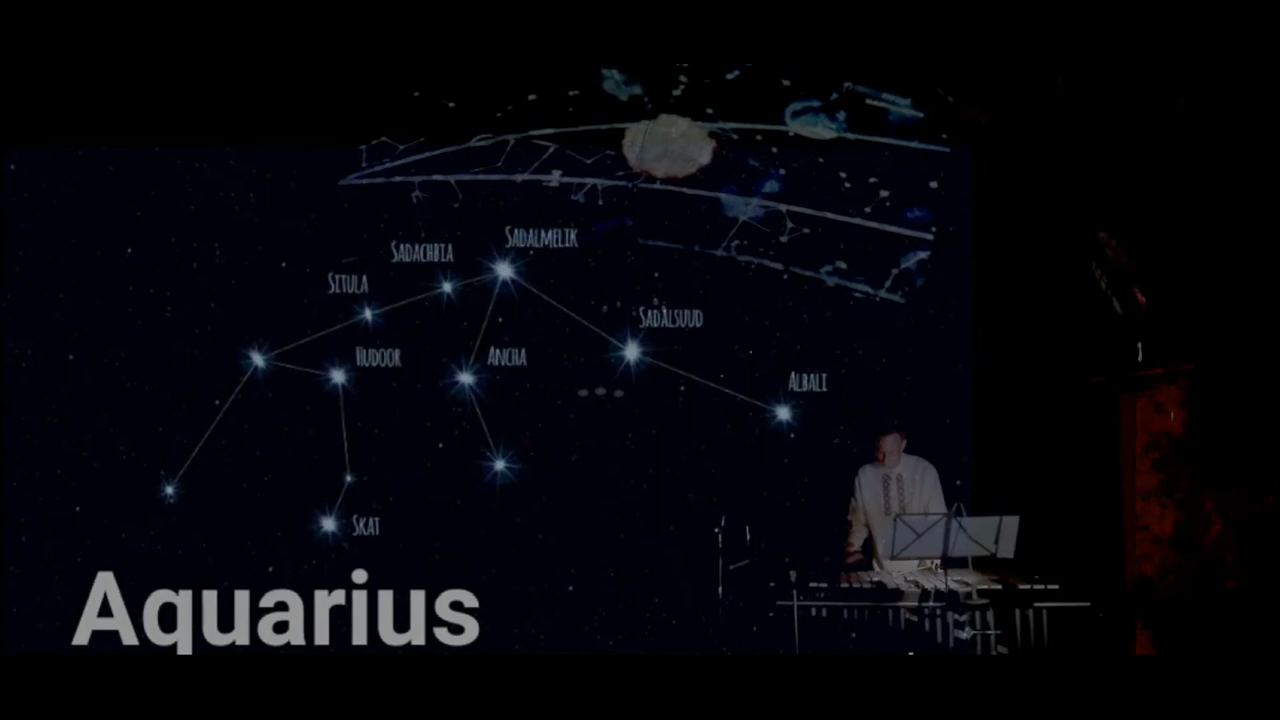 Sadalmelik
Sadachbia
Situla
Sadalsuud
Hudoor
Ancha
Albali
Skat
Aquarius